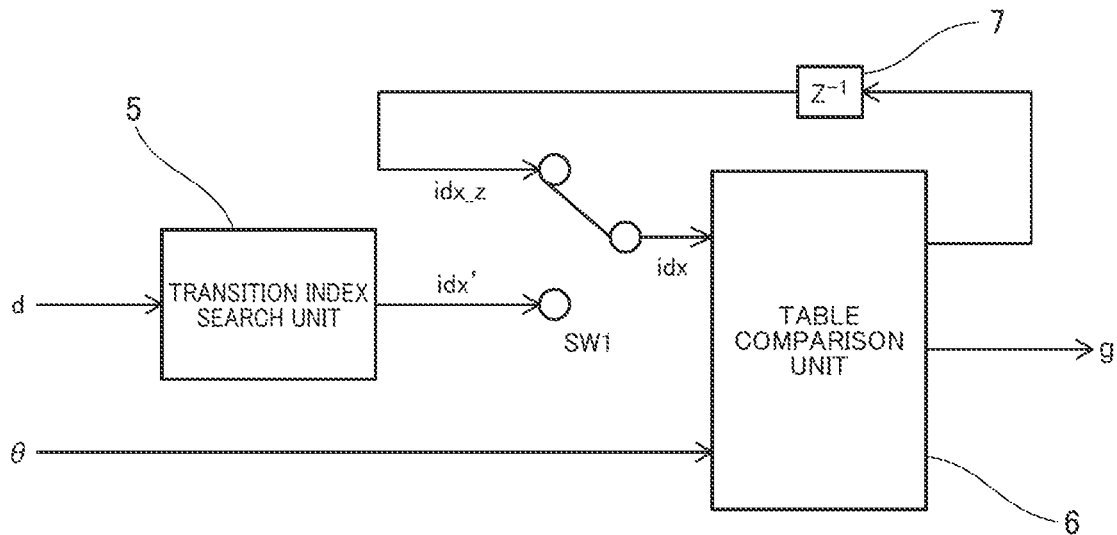 7
Z⁻¹
5
idx_z
idx
d
TRANSITION INDEX
SEARCH UNIT
idx'
SW1
TABLE
COMPARISON
UNIT
g
θ
6